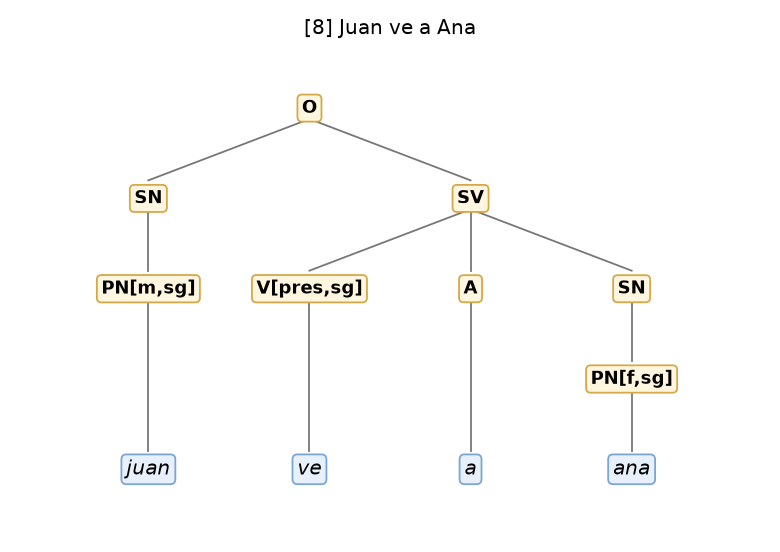 [8] Juan ve a Ana
O
SN SV
PN[m,sg] V[pres,sg] A SN
PN[f,sg]
juan ve a ana